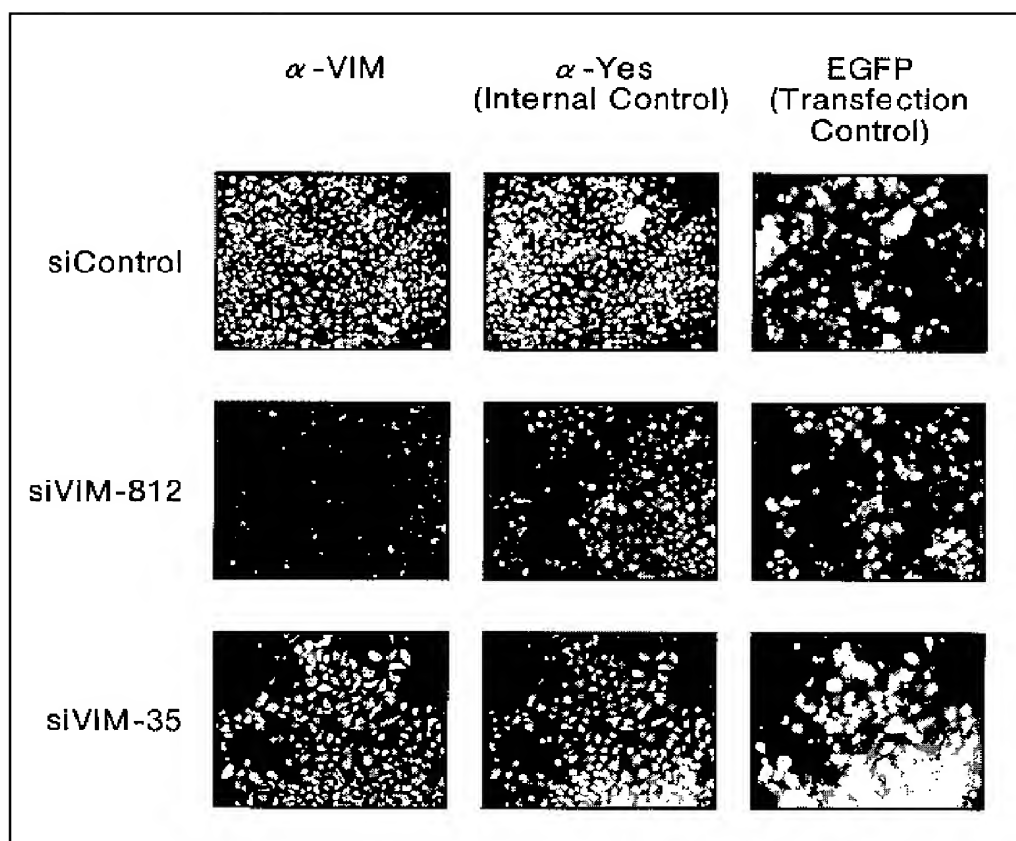 α-VIM
α-Yes
(Internal Control)
EGFP
(Transfection
Control)
siControl
siVIM-812
siVIM-35